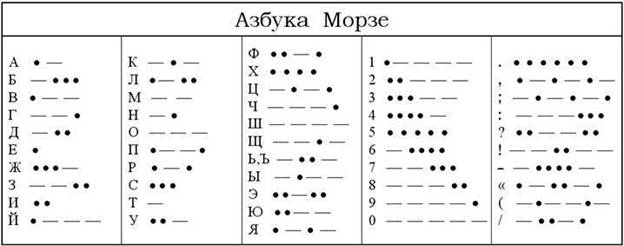 Азбука Морзе
А ● —
Б — ● ● ●
В ● — —
Г — — ●
Д — ● ●
Е ●
Ж ● ● ● —
З — — ● ●
И ● ●
Й ● — — —
К — ● —
Л ● — ● ●
М — —
Н — ●
О — — —
П ● — — ●
Р ● — ●
С ● ● ●
Т —
У ● ● —
Ф ● ● — ●
Х ● ● ● ●
Ц — ● — ●
Ч — — — ●
Ш — — — —
Щ — — ● —
Ь,Ъ — ● ● —
Ы — ● — —
Э ● ● — ● ●
Ю ● ● — —
Я ● — ● —
1 ● — — — —
2 ● ● — — —
3 ● ● ● — —
4 ● ● ● ● —
5 ● ● ● ● ●
6 — ● ● ● ●
7 — — ● ● ●
8 — — — ● ●
9 — — — — ●
0 — — — — —
. ● ● ● ● ● ●
, ● — ● — ● —
; — ● — ● — ●
: — — — ● ● ●
? ● ● — — ● ●
! — — ● ● — —
- — ● ● ● ● —
« ● — ● ● — ●
( — ● — — ● —
/ — ● ● — ●